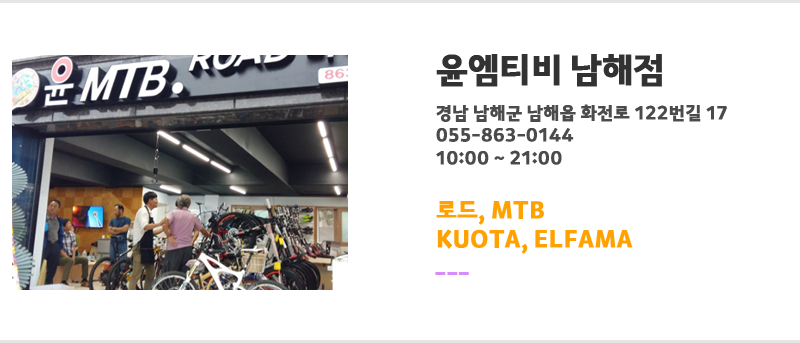 윤 MTB. ROAD
863
윤엠티비 남해점
경남 남해군 남해읍 화전로 122번길 17
055-863-0144
10:00 ~ 21:00
로드, MTB
KUOTA, ELFAMA
___